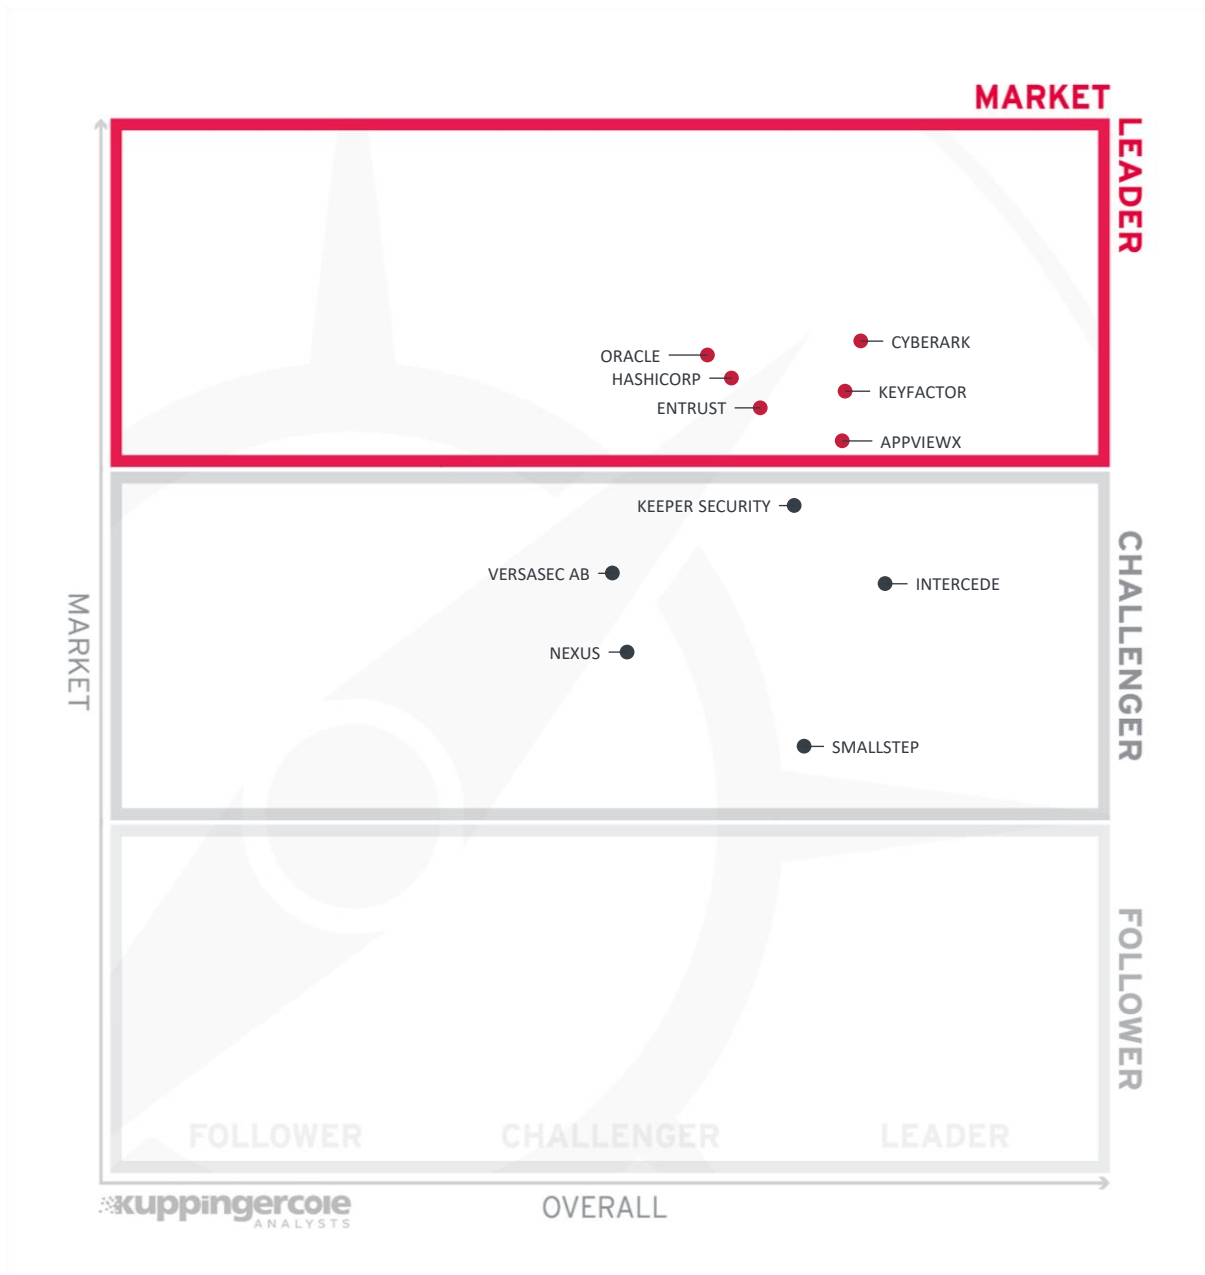 MARKET
LEADER
CYBERARK
ORACLE
HASHICORP
KEYFACTOR
ENTRUST
APPVIEWX
KEEPER SECURITY
VERSASEC AB
INTERCEDE
NEXUS
SMALLSTEP
CHALLENGER
MARKET
FOLLOWER
FOLLOWER
CHALLENGER
LEADER
kuppingercole
ANALYSTS
OVERALL